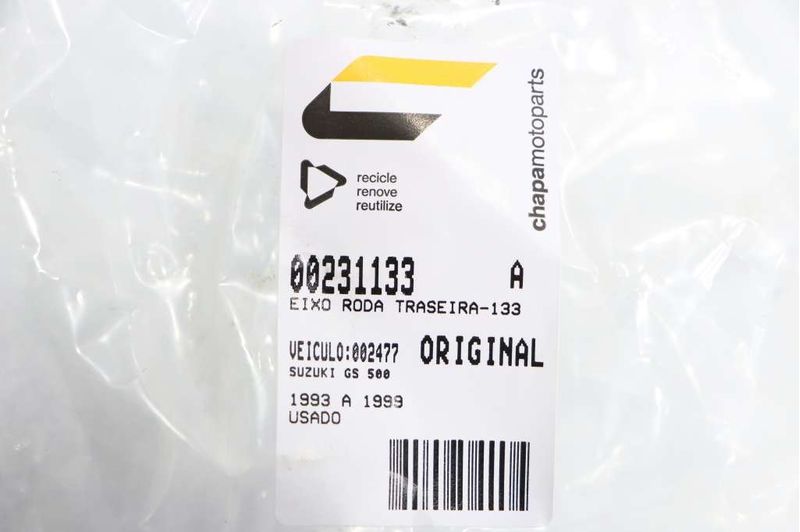 chapamotoparts
recicle
renove
reutilize
00231133 A
EIXO RODA TRASEIRA-133
VEICULO:002477 ORIGINAL
SUZUKI GS 500
1993 A 1999
USADO